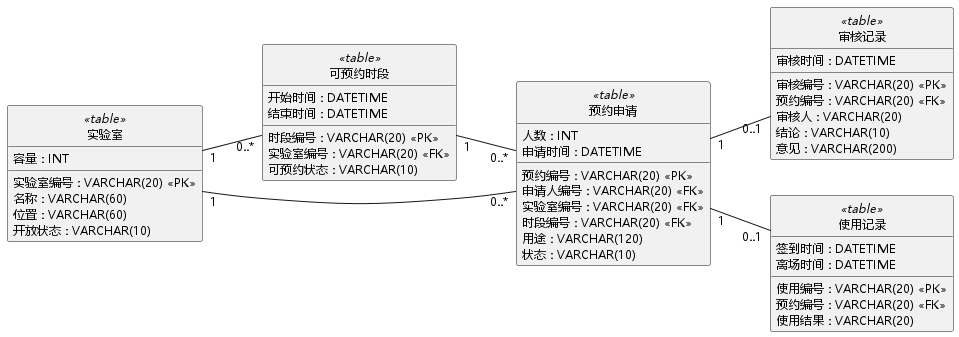 «table»
实验室
容量 : INT
实验室编号 : VARCHAR(20) «PK»
名称 : VARCHAR(60)
位置 : VARCHAR(60)
开放状态 : VARCHAR(10)
1
0..*
1
0..*
«table»
可预约时段
开始时间 : DATETIME
结束时间 : DATETIME
时段编号 : VARCHAR(20) «PK»
实验室编号 : VARCHAR(20) «FK»
可预约状态 : VARCHAR(10)
1
0..*
«table»
预约申请
人数 : INT
申请时间 : DATETIME
预约编号 : VARCHAR(20) «PK»
申请人编号 : VARCHAR(20) «FK»
实验室编号 : VARCHAR(20) «FK»
时段编号 : VARCHAR(20) «FK»
用途 : VARCHAR(120)
状态 : VARCHAR(10)
1
0..1
1
0..1
«table»
审核记录
审核时间 : DATETIME
审核编号 : VARCHAR(20) «PK»
预约编号 : VARCHAR(20) «FK»
审核人 : VARCHAR(20)
结论 : VARCHAR(10)
意见 : VARCHAR(200)
«table»
使用记录
签到时间 : DATETIME
离场时间 : DATETIME
使用编号 : VARCHAR(20) «PK»
预约编号 : VARCHAR(20) «FK»
使用结果 : VARCHAR(20)